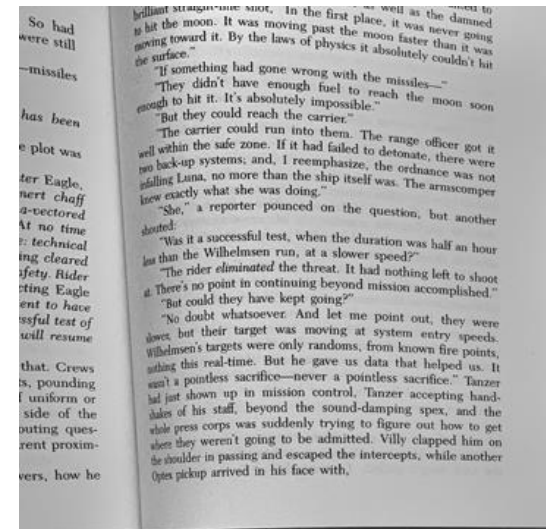 So had
were still
—missiles
has been
e plot was
ter Eagle,
nert chaff
a-vectored
At no time
: technical
ing cleared
fety. Rider
cting Eagle
ent to have
ssful test of
will resume
that. Crews
ts, pounding
f uniform or
side of the
outing ques-
rent proxim-
vers, how he
well as the damned
brilliant straight-line shot. In the first place, it was never going
to hit the moon. It was moving past the moon faster than it was
moving toward it. By the laws of physics it absolutely couldn't hit
the surface."
"If something had gone wrong with the missiles—"
"They didn't have enough fuel to reach the moon soon
enough to hit it. It's absolutely impossible."
"But they could reach the carrier."
"The carrier could run into them. The range officer got it
well within the safe zone. If it had failed to detonate, there were
two back-up systems; and, I reemphasize, the ordnance was not
infalling Luna, no more than the ship itself was. The armscomper
knew exactly what she was doing."
"She," a reporter pounced on the question, but another
shouted:
"Was it a successful test, when the duration was half an hour
less than the Wilhelmsen run, at a slower speed?"
"The rider eliminated the threat. It had nothing left to shoot
at. There's no point in continuing beyond mission accomplished."
"But could they have kept going?"
"No doubt whatsoever. And let me point out, they were
slower, but their target was moving at system entry speeds.
Wilhelmsen's targets were only randoms, from known fire points,
nothing this real-time. But he gave us data that helped us. It
wasn't a pointless sacrifice—never a pointless sacrifice." Tanzer
had just shown up in mission control, Tanzer accepting hand-
shakes of his staff, beyond the sound-damping spex, and the
whole press corps was suddenly trying to figure out how to get
where they weren't going to be admitted. Villy clapped him on
the shoulder in passing and escaped the intercepts, while another
Optex pickup arrived in his face with,